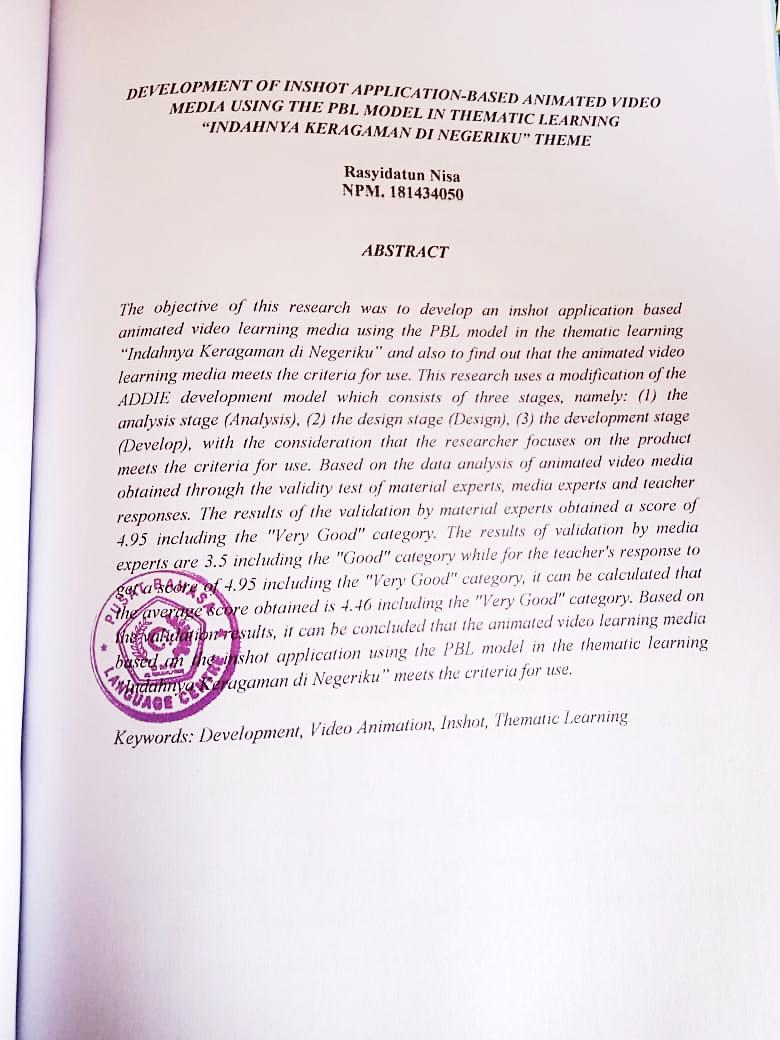 DEVELOPMENT OF INSHOT APPLICATION-BASED ANIMATED VIDEO
MEDIA USING THE PBL MODEL IN THEMATIC LEARNING
“INDAHNYA KERAGAMAN DI NEGERIKU” THEME
Rasyidatun Nisa
NPM. 181434050
ABSTRACT
The objective of this research was to develop an inshot application based
animated video learning media using the PBL model in the thematic learning
“Indahnya Keragaman di Negeriku” and also to find out that the animated video
learning media meets the criteria for use. This research uses a modification of the
ADDIE development model which consists of three stages, namely: (1) the
analysis stage (Analysis), (2) the design stage (Design), (3) the development stage
(Develop), with the consideration that the researcher focuses on the product
meets the criteria for use. Based on the data analysis of animated video media
obtained through the validity test of material experts, media experts and teacher
responses. The results of the validation by material experts obtained a score of
4.95 including the "Very Good" category. The results of validation by media
experts are 3.5 including the "Good" category while for the teacher's response to
get a score of 4.95 including the "Very Good" category, it can be calculated that
the average score obtained is 4.46 including the "Very Good" category. Based on
the validation results, it can be concluded that the animated video learning media
based on the inshot application using the PBL model in the thematic learning
“Indahnya Keragaman di Negeriku” meets the criteria for use.
Keywords: Development, Video Animation, Inshot, Thematic Learning
PUSAT BAHASA
LANGUAGE CENTRE